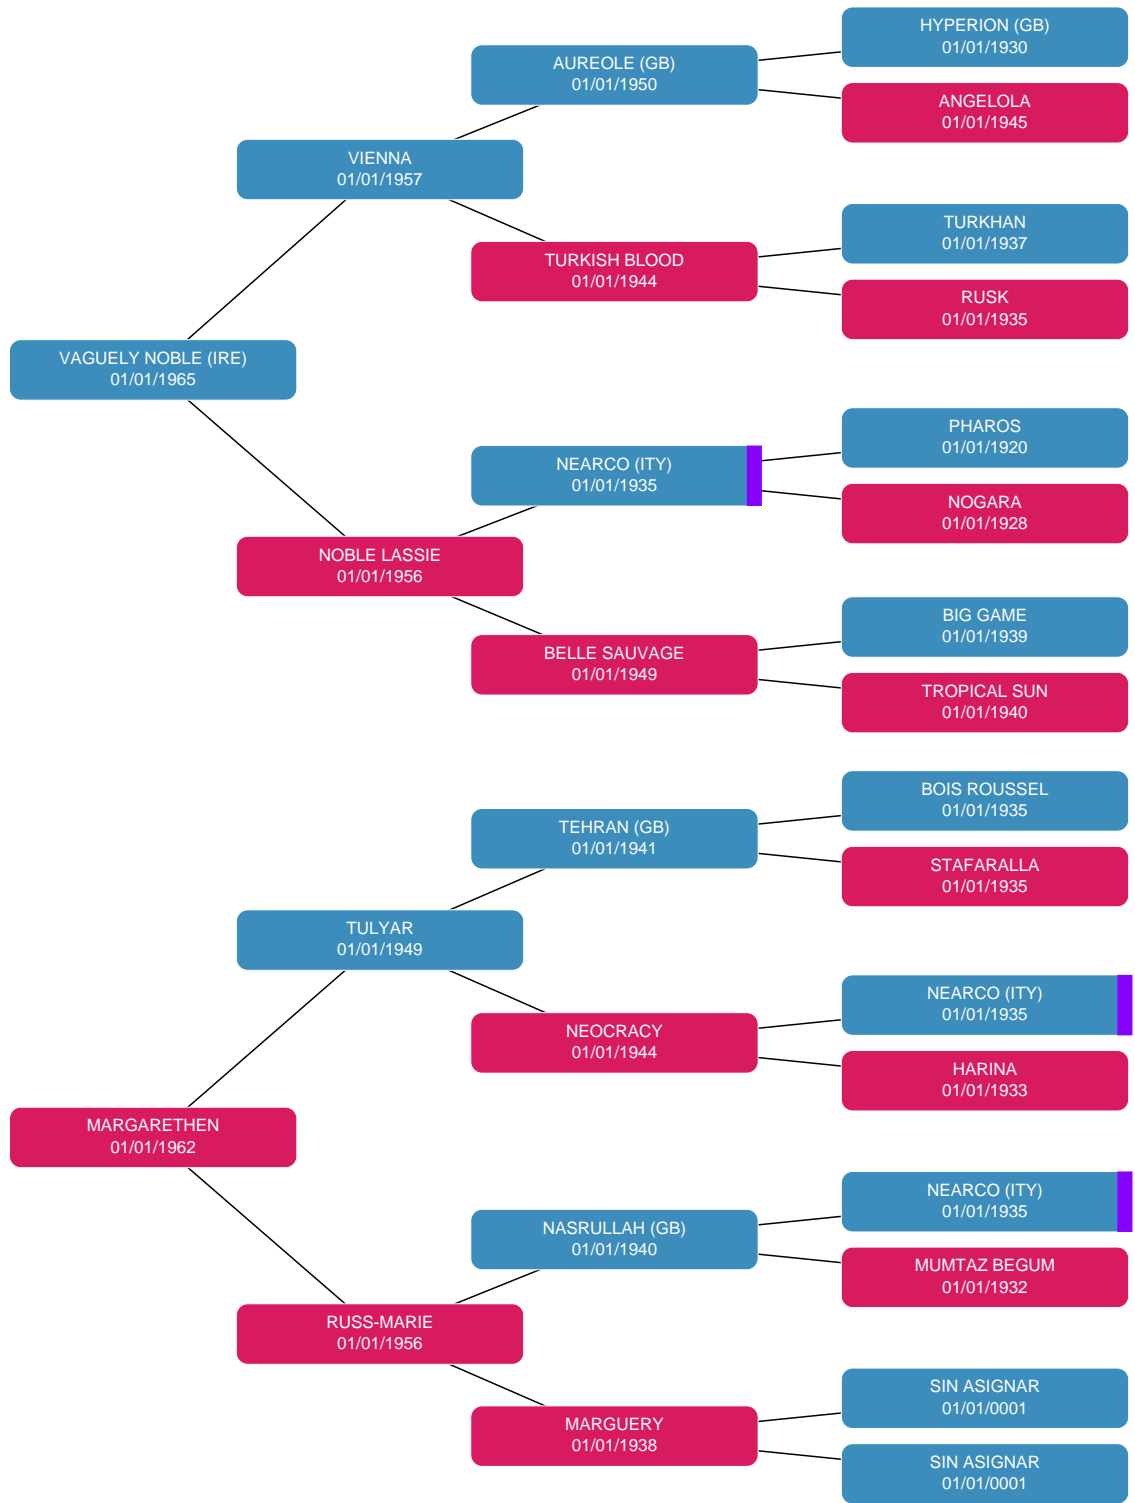 HYPERION (GB)
01/01/1930
AUREOLE (GB)
01/01/1950
ANGELOLA
01/01/1945
VIENNA
01/01/1957
TURKHAN
01/01/1937
TURKISH BLOOD
01/01/1944
RUSK
01/01/1935
VAGUELY NOBLE (IRE)
01/01/1965
PHAROS
01/01/1920
NEARCO (ITY)
01/01/1935
NOGARA
01/01/1928
NOBLE LASSIE
01/01/1956
BIG GAME
01/01/1939
BELLE SAUVAGE
01/01/1949
TROPICAL SUN
01/01/1940
BOIS ROUSSEL
01/01/1935
TEHRAN (GB)
01/01/1941
STAFARALLA
01/01/1935
TULYAR
01/01/1949
NEARCO (ITY)
01/01/1935
NEOCRACY
01/01/1944
HARINA
01/01/1933
MARGARETHEN
01/01/1962
NEARCO (ITY)
01/01/1935
NASRULLAH (GB)
01/01/1940
MUMTAZ BEGUM
01/01/1932
RUSS-MARIE
01/01/1956
SIN ASIGNAR
01/01/0001
MARGUERY
01/01/1938
SIN ASIGNAR
01/01/0001